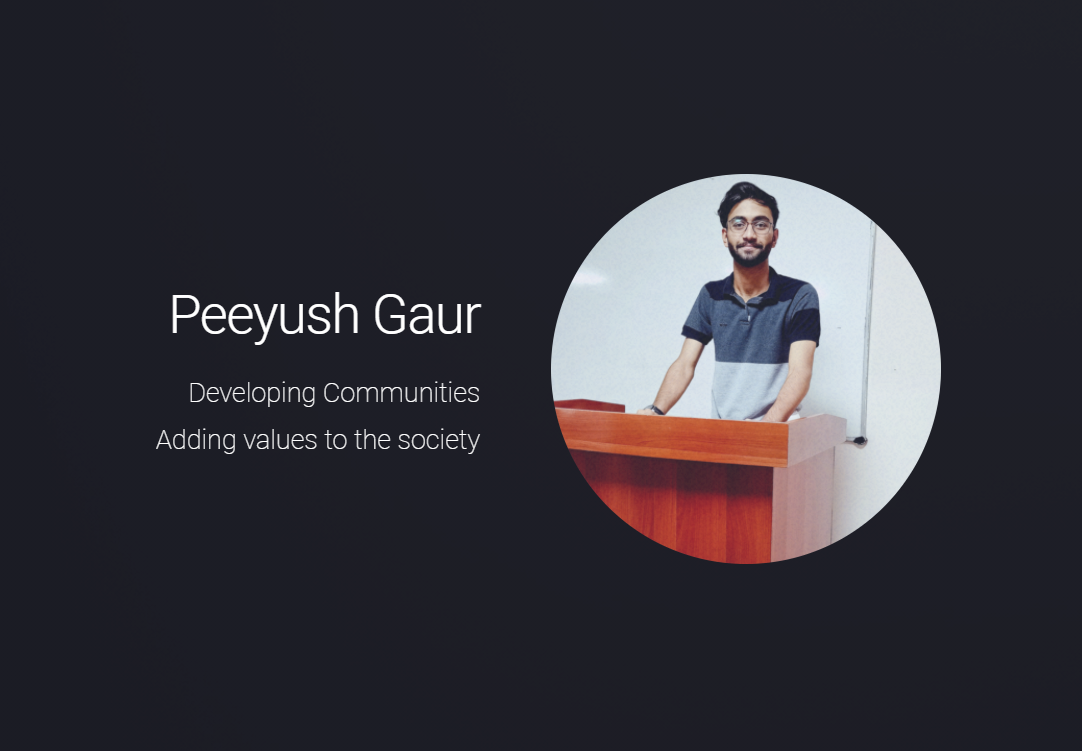 Peeyush Gaur
Developing Communities
Adding values to the society